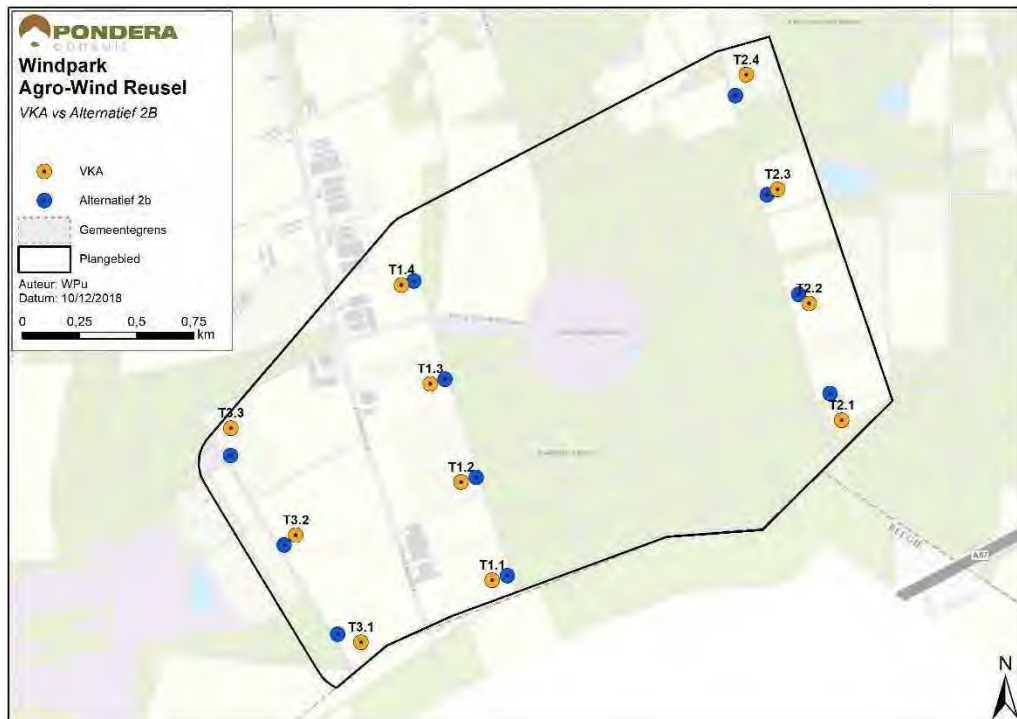 PONDERA
consult
Windpark
Agro-Wind Reusel
VKA vs Alternatief 2B
VKA
Alternatief 2b
Gemeentegrens
Plangebied
Auteur: WPu
Datum: 10/12/2018
0 0,25 0,5 0,75
km
T2.4
T2.3
T2.2
T2.1
T1.4
T1.3
T1.2
T1.1
T3.3
T3.2
T3.1
BELGIË
A67
N